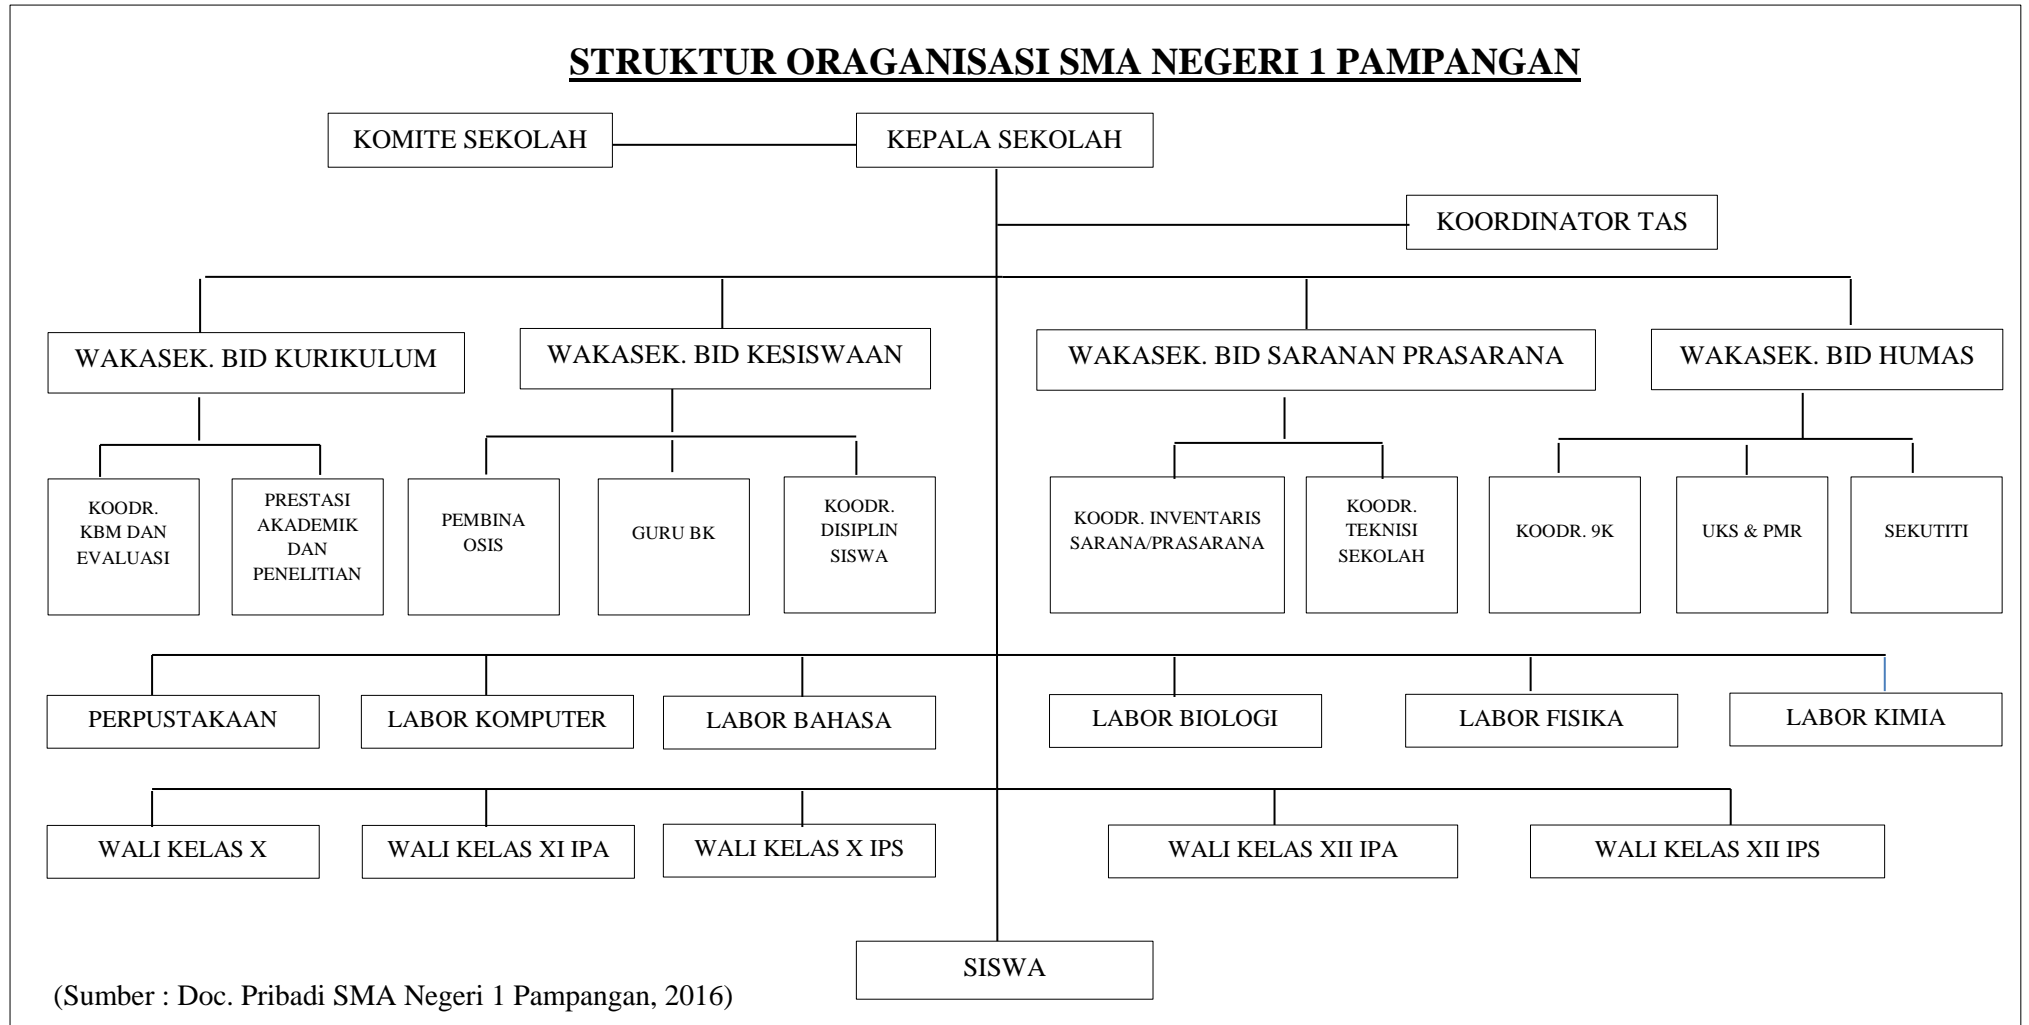 STRUKTUR ORAGANISASI SMA NEGERI 1 PAMPANGAN
KOMITE SEKOLAH
KEPALA SEKOLAH
KOORDINATOR TAS
WAKASEK. BID KURIKULUM
WAKASEK. BID KESISWAAN
WAKASEK. BID SARANAN PRASARANA
WAKASEK. BID HUMAS
KOODR.
KBM DAN
EVALUASI
PRESTASI
AKADEMIK
DAN
PENELITIAN
PEMBINA
OSIS
GURU BK
KOODR.
DISIPLIN
SISWA
KOODR. INVENTARIS
SARANA/PRASARANA
KOODR.
TEKNISI
SEKOLAH
KOODR. 9K
UKS & PMR
SEKUTITI
PERPUSTAKAAN
LABOR KOMPUTER
LABOR BAHASA
LABOR BIOLOGI
LABOR FISIKA
LABOR KIMIA
WALI KELAS X
WALI KELAS XI IPA
WALI KELAS X IPS
WALI KELAS XII IPA
WALI KELAS XII IPS
SISWA
(Sumber : Doc. Pribadi SMA Negeri 1 Pampangan, 2016)